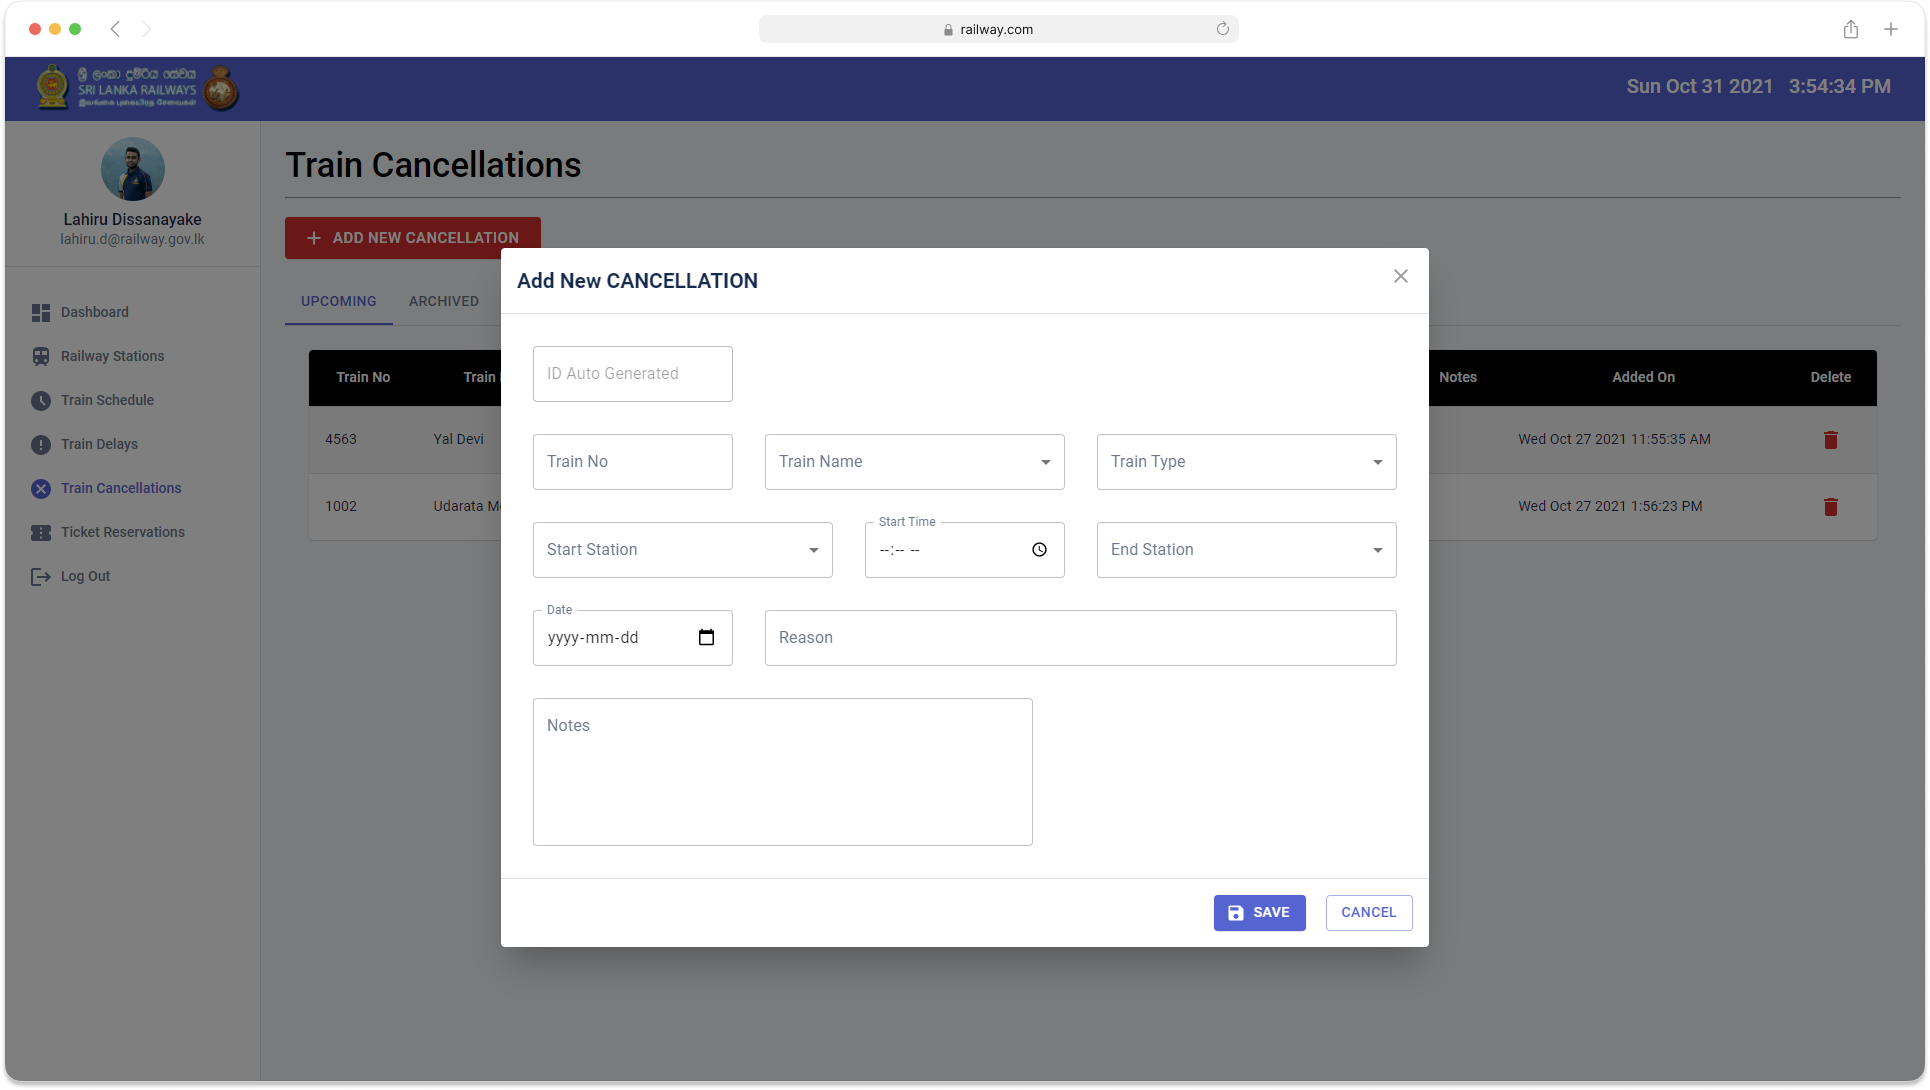 railway.com
ශ්‍රී ලංකා දුම්රිය සේවය
SRI LANKA RAILWAYS
Sun Oct 31 2021 3:54:34 PM
Lahiru Dissanayake
lahiru.d@railway.gov.lk
Dashboard
Railway Stations
Train Schedule
Train Delays
Train Cancellations
Ticket Reservations
Log Out
Train Cancellations
+ ADD NEW CANCELLATION
UPCOMING ARCHIVED
Train No Train Notes Added On Delete
4563 Yal Devi Wed Oct 27 2021 11:55:35 AM
1002 Udarata Wed Oct 27 2021 1:56:23 PM
Add New CANCELLATION
ID Auto Generated
Train No Train Name Train Type
Start Station Start Time --:-- -- End Station
Date yyyy-mm-dd Reason
Notes
SAVE CANCEL